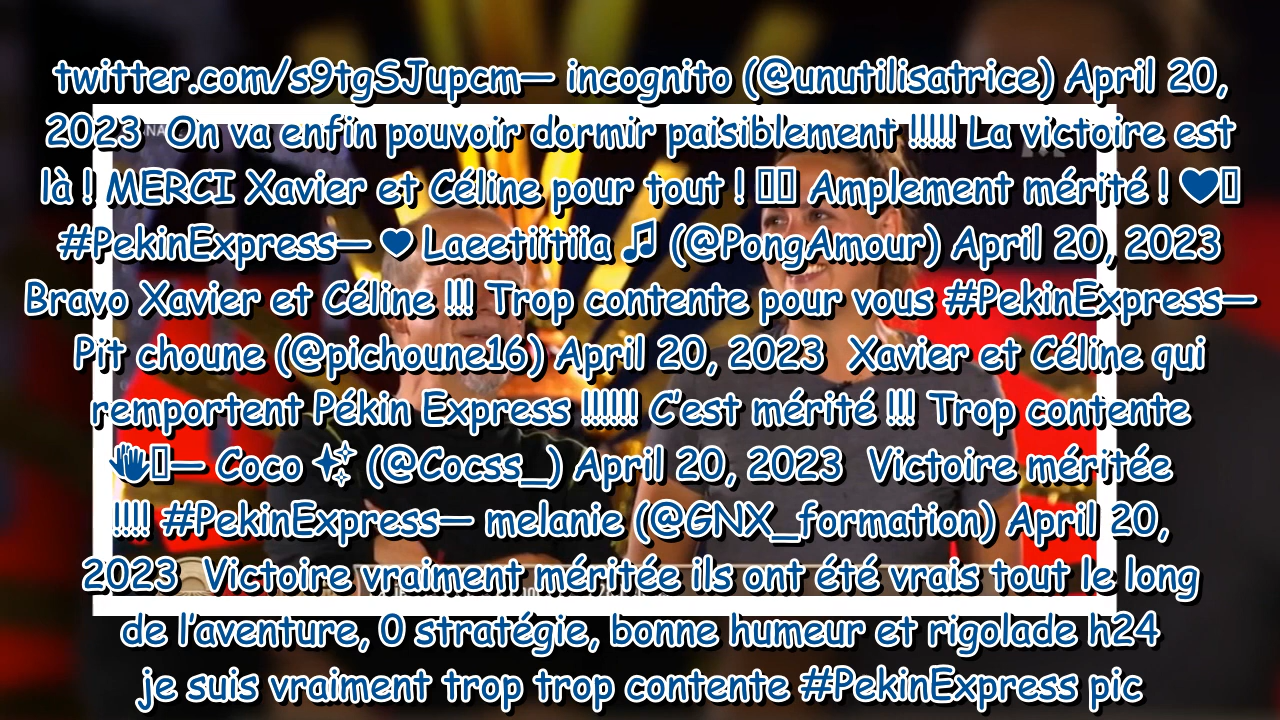 twitter.com/s9tgSJupcm— incognito (@unutilisatrice) April 20,
2023  On va enfin pouvoir dormir paisiblement !!!!! La victoire est
là ! MERCI Xavier et Céline pour tout ! Amplement mérité ! ♥
#PekinExpress— ♥ Laeetiitiiia ♫ (@PongAmour) April 20, 2023
Bravo Xavier et Céline !!! Trop contente pour vous #PekinExpress—
Pit choune (@pichoune16) April 20, 2023  Xavier et Céline qui
remportent Pékin Express !!!!!! C’est mérité !!! Trop contente
👏— Coco ✨ (@Cocss_) April 20, 2023  Victoire méritée
!!!! #PekinExpress— melanie (@GNX_formation) April 20,
2023  Victoire vraiment méritée ils ont été vrais tout le long
de l’aventure, 0 stratégie, bonne humeur et rigolade h24
je suis vraiment trop trop contente #PekinExpress pic